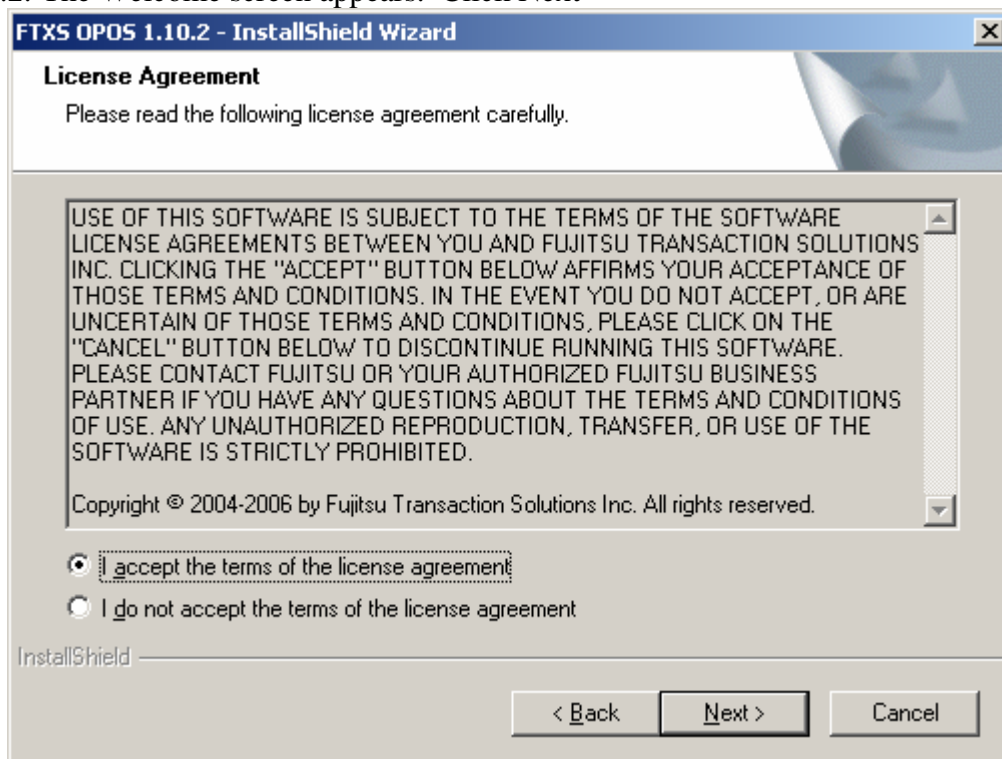 2. The Welcome screen appears. Click Next
FTXS OPOS 1.10.2 - InstallShield Wizard
License Agreement
Please read the following license agreement carefully.
USE OF THIS SOFTWARE IS SUBJECT TO THE TERMS OF THE SOFTWARE
LICENSE AGREEMENTS BETWEEN YOU AND FUJITSU TRANSACTION SOLUTIONS
INC. CLICKING THE "ACCEPT" BUTTON BELOW AFFIRMS YOUR ACCEPTANCE OF
THOSE TERMS AND CONDITIONS. IN THE EVENT YOU DO NOT ACCEPT, OR ARE
UNCERTAIN OF THOSE TERMS AND CONDITIONS, PLEASE CLICK ON THE
"CANCEL" BUTTON BELOW TO DISCONTINUE RUNNING THIS SOFTWARE.
PLEASE CONTACT FUJITSU OR YOUR AUTHORIZED FUJITSU BUSINESS
PARTNER IF YOU HAVE ANY QUESTIONS ABOUT THE TERMS AND CONDITIONS
OF USE. ANY UNAUTHORIZED REPRODUCTION, TRANSFER, OR USE OF THE
SOFTWARE IS STRICTLY PROHIBITED.
Copyright © 2004-2006 by Fujitsu Transaction Solutions Inc. All rights reserved.
I accept the terms of the license agreement
I do not accept the terms of the license agreement
InstallShield
< Back Next > Cancel